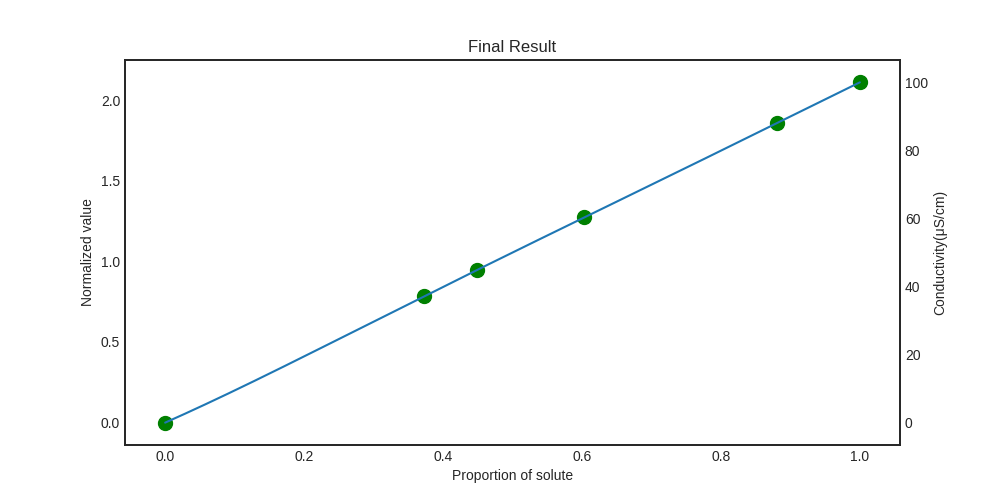 Final Result
2.0
1.5
1.0
0.5
0.0
Normalized value
100
80
60
40
20
0
Conductivity(μS/cm)
0.0 0.2 0.4 0.6 0.8 1.0
Proportion of solute